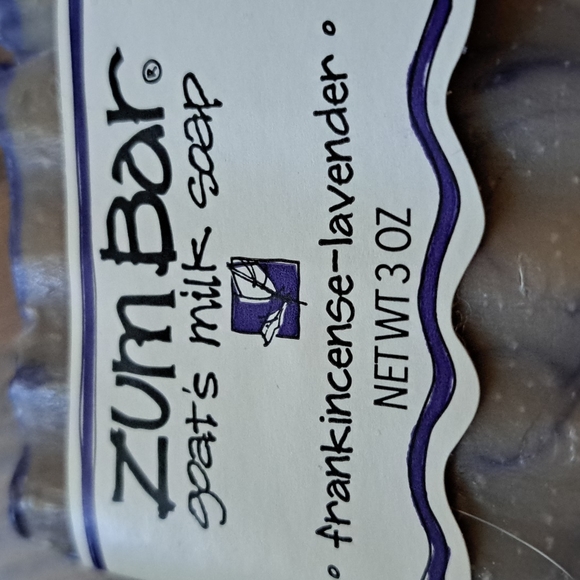 Zum Bar®
goat's milk soap
• frankincense-lavender •
NET WT 3 OZ